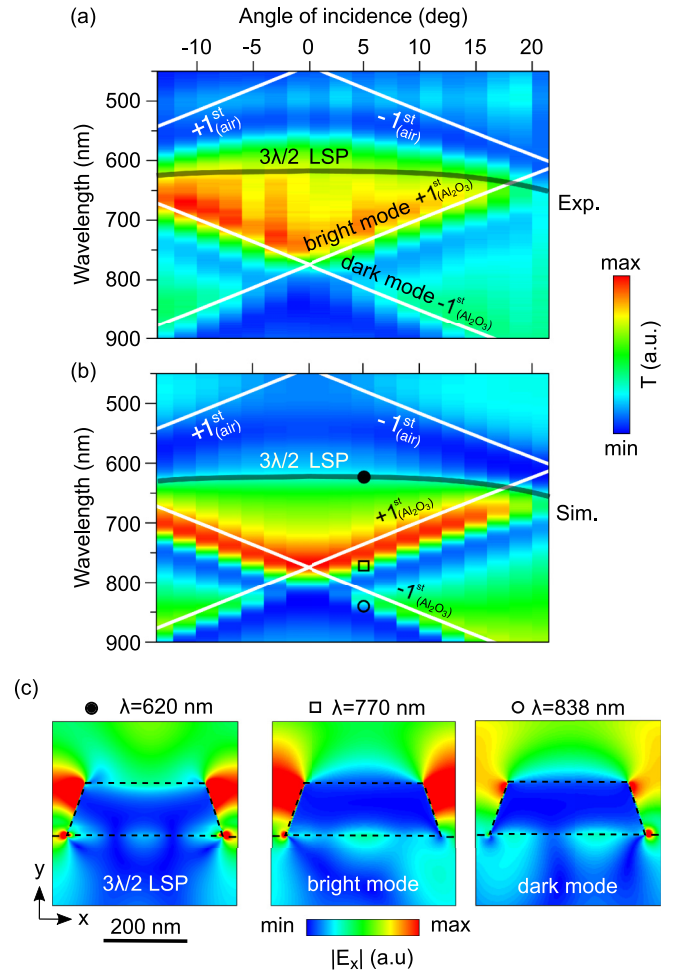 (a) Angle of incidence (deg)
-10 -5 0 5 10 15 20
500
600
700
800
900
Wavelength (nm)
+1st(air)
- 1st(air)
3λ/2 LSP
bright mode +1st(Al2O3)
dark mode -1st(Al2O3)
Exp.
max
T (a.u.)
min
(b)
500
600
700
800
900
Wavelength (nm)
+1st(air)
- 1st(air)
3λ/2 LSP
+1st(Al2O3)
-1st(Al2O3)
Sim.
(c)
λ=620 nm λ=770 nm λ=838 nm
3λ/2 LSP bright mode dark mode
y
x
200 nm
min max
|Ex| (a.u)